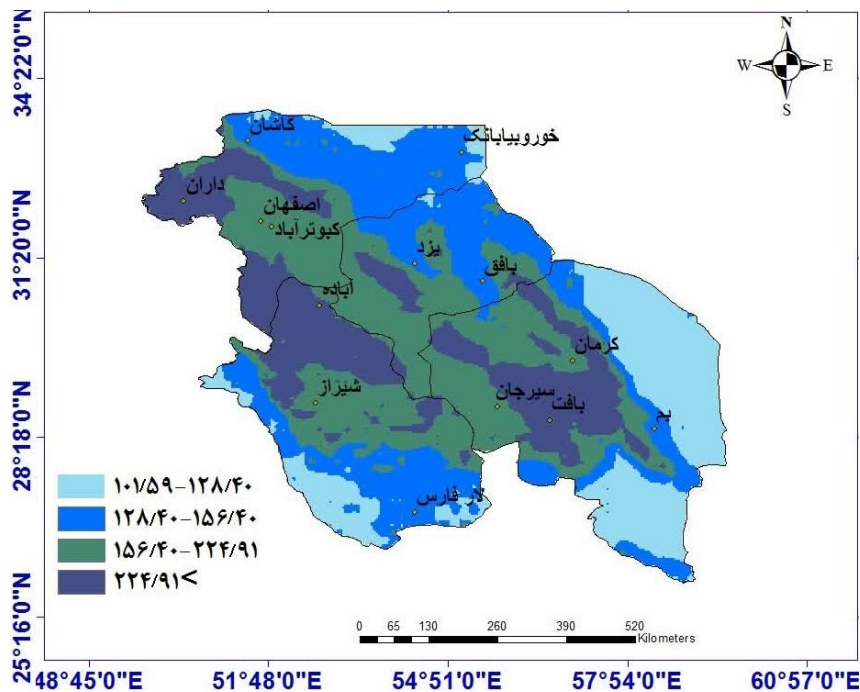 N
W E
S
34°22'0"N
31°20'0"N
28°18'0"N
25°16'0"N
کاشان
خوروبیابانک
داران
اصفهان
کبوترآباد
یزد
بافق
آباده
کرمان
شیراز
سیرجان
بافت
بم
لار فارس
۱۰۱/۵۹-۱۲۸/۴۰
۱۲۸/۴۰-۱۵۶/۴۰
۱۵۶/۴۰-۲۲۴/۹۱
۲۲۴/۹۱<
0 65 130 260 390 520
Kilometers
48°45'0"E 51°48'0"E 54°51'0"E 57°54'0"E 60°57'0"E